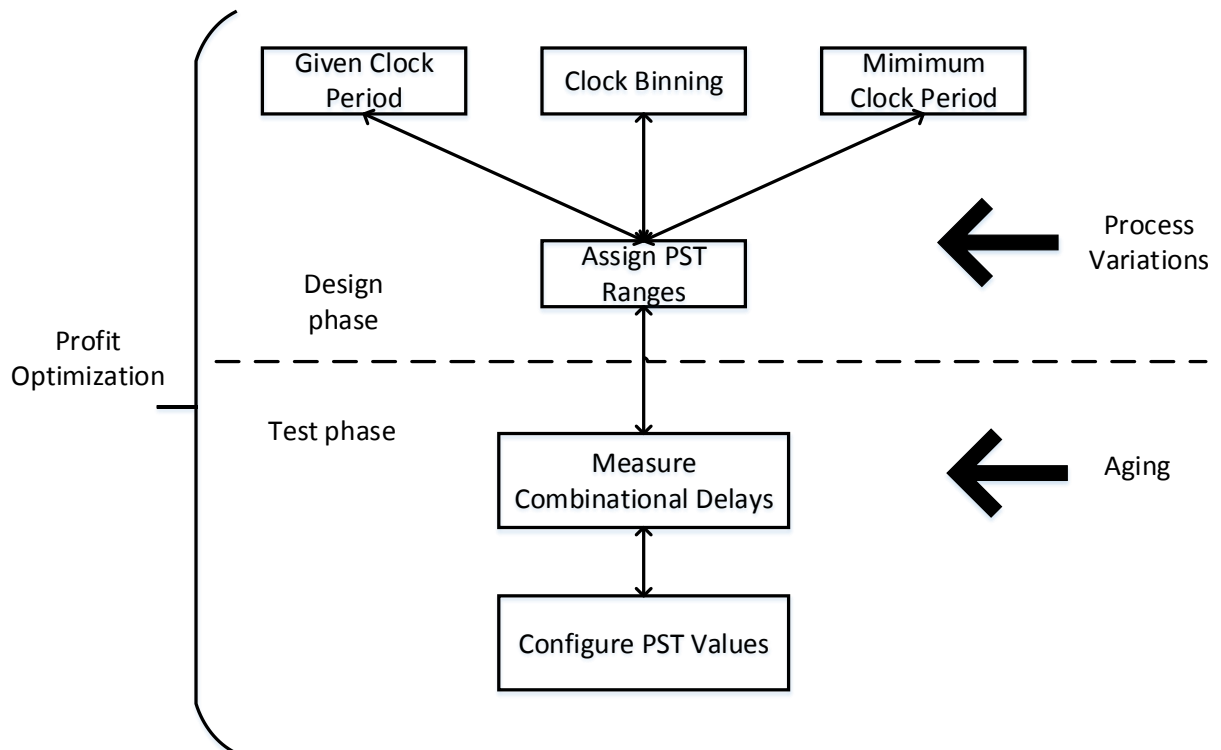 Given Clock
Period
Clock Binning
Mimimum
Clock Period
Process
Variations
Assign PST
Ranges
Design
phase
Profit
Optimization
Test phase
Measure
Combinational Delays
Aging
Configure PST Values